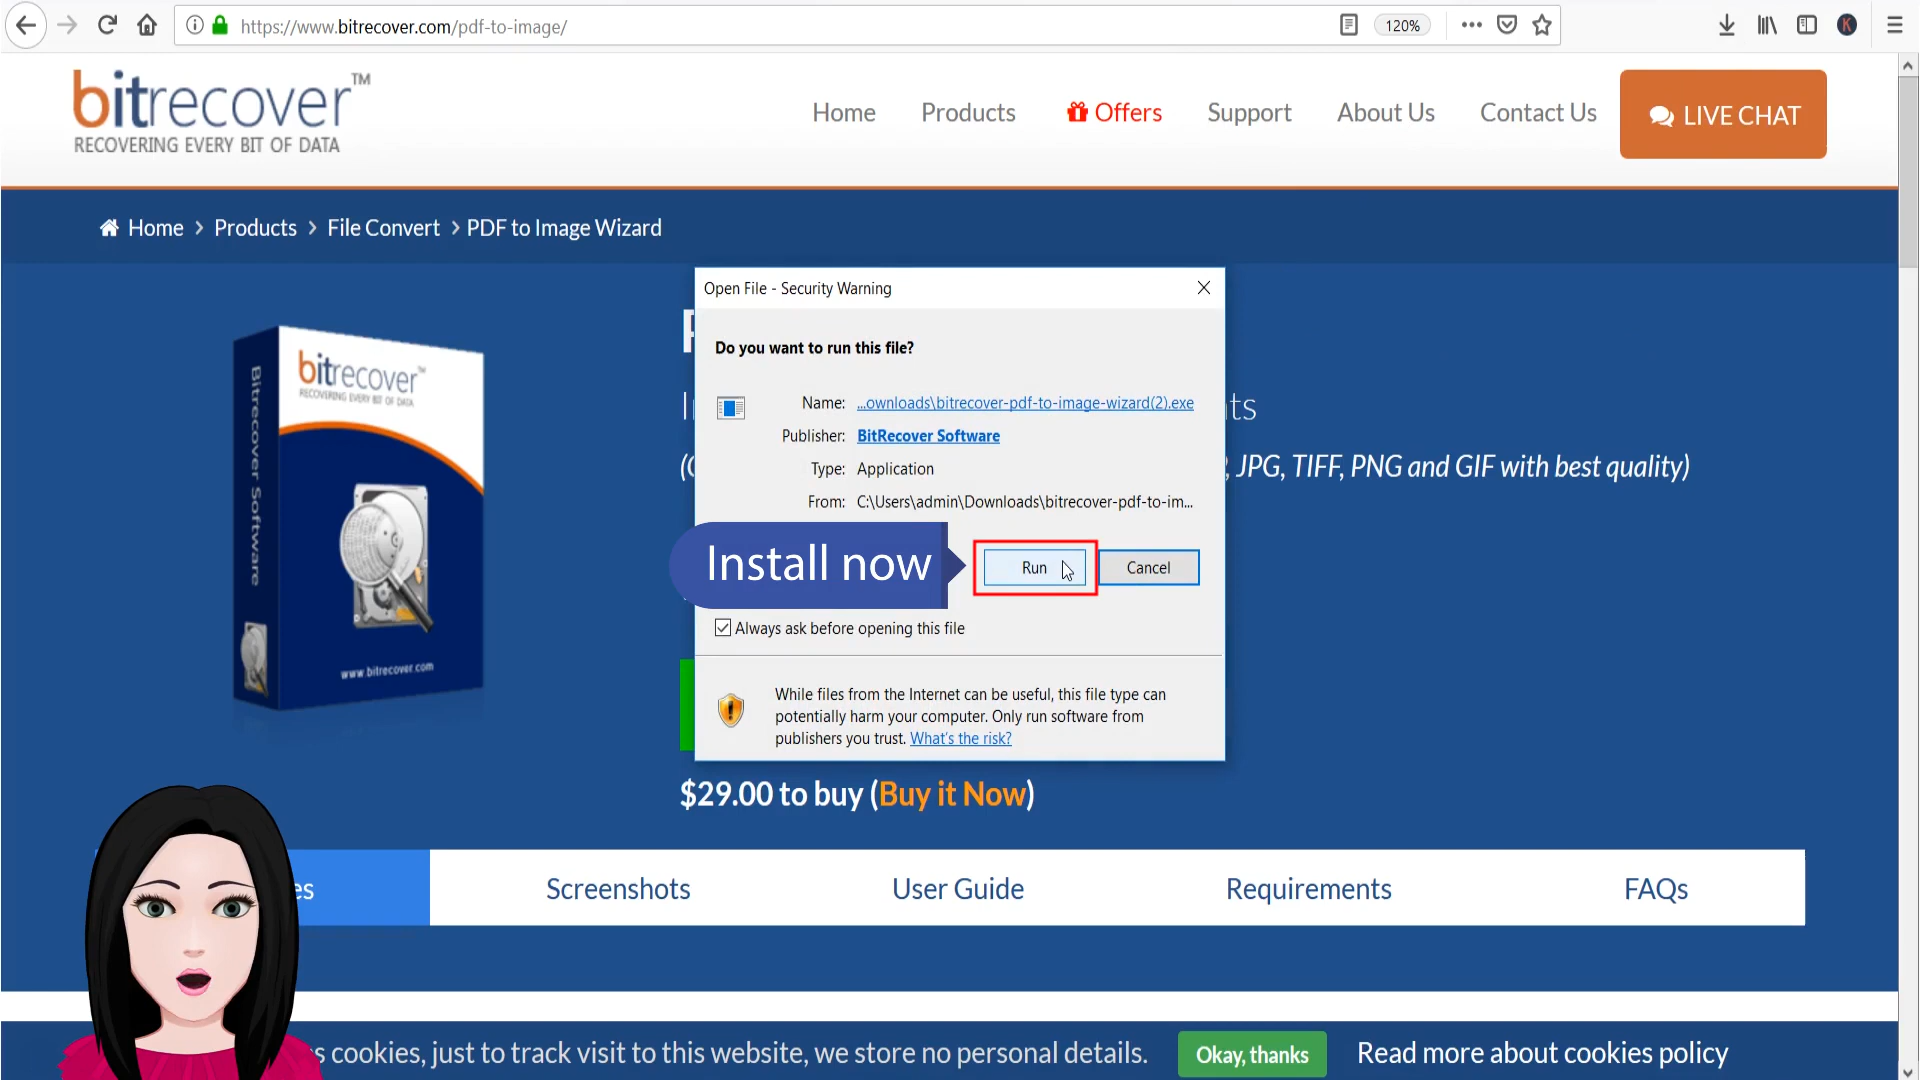 https://www.bitrecover.com/pdf-to-image/
120%
K
bitrecover™
RECOVERING EVERY BIT OF DATA
Home
Products
Offers
Support
About Us
Contact Us
LIVE CHAT
Home > Products > File Convert > PDF to Image Wizard
Open File - Security Warning
Do you want to run this file?
Name: ...ownloads\bitrecover-pdf-to-image-wizard(2).exe
Publisher: BitRecover Software
Type: Application
From: C:\Users\admin\Downloads\bitrecover-pdf-to-im...
Install now
Run
Cancel
Always ask before opening this file
While files from the Internet can be useful, this file type can
potentially harm your computer. Only run software from
publishers you trust. What's the risk?
bitrecover™
RECOVERING EVERY BIT OF DATA
Bitrecover Software
www.bitrecover.com
ts
JPG, TIFF, PNG and GIF with best quality)
$29.00 to buy (Buy it Now)
es
Screenshots
User Guide
Requirements
FAQs
s cookies, just to track visit to this website, we store no personal details.
Okay, thanks
Read more about cookies policy